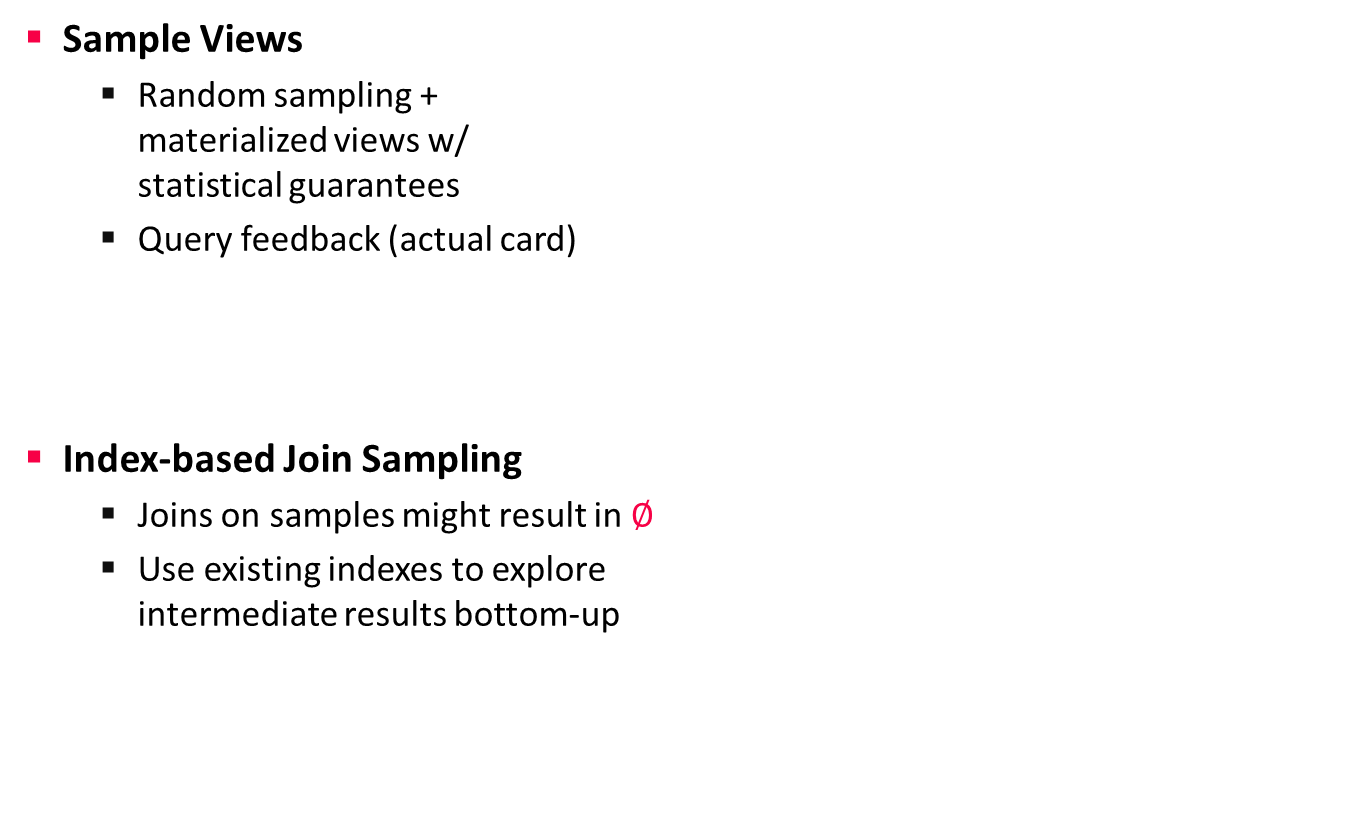 Sample Views
Random sampling +
materialized views w/
statistical guarantees
Query feedback (actual card)
Index-based Join Sampling
Joins on samples might result in Ø
Use existing indexes to explore
intermediate results bottom-up